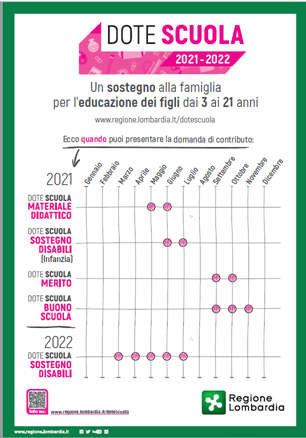 DOTE SCUOLA
2021-2022
Un sostegno alla famiglia
per l'educazione dei figli dai 3 ai 21 anni
www.regione.lombardia.it/dotescuola
Ecco quando puoi presentare la domanda di contributo:
Gennaio
Febbraio
Marzo
Aprile
Maggio
Giugno
Luglio
Agosto
Settembre
Ottobre
Novembre
Dicembre
2021
DOTE SCUOLA
MATERIALE
DIDATTICO
DOTE SCUOLA
SOSTEGNO
DISABILI
(Infanzia)
DOTE SCUOLA
MERITO
DOTE SCUOLA
BUONO
SCUOLA
2022
DOTE SCUOLA
SOSTEGNO
DISABILI
www.regione.lombardia.it/dotescuola
Regione
Lombardia
www.regione.lombardia.it